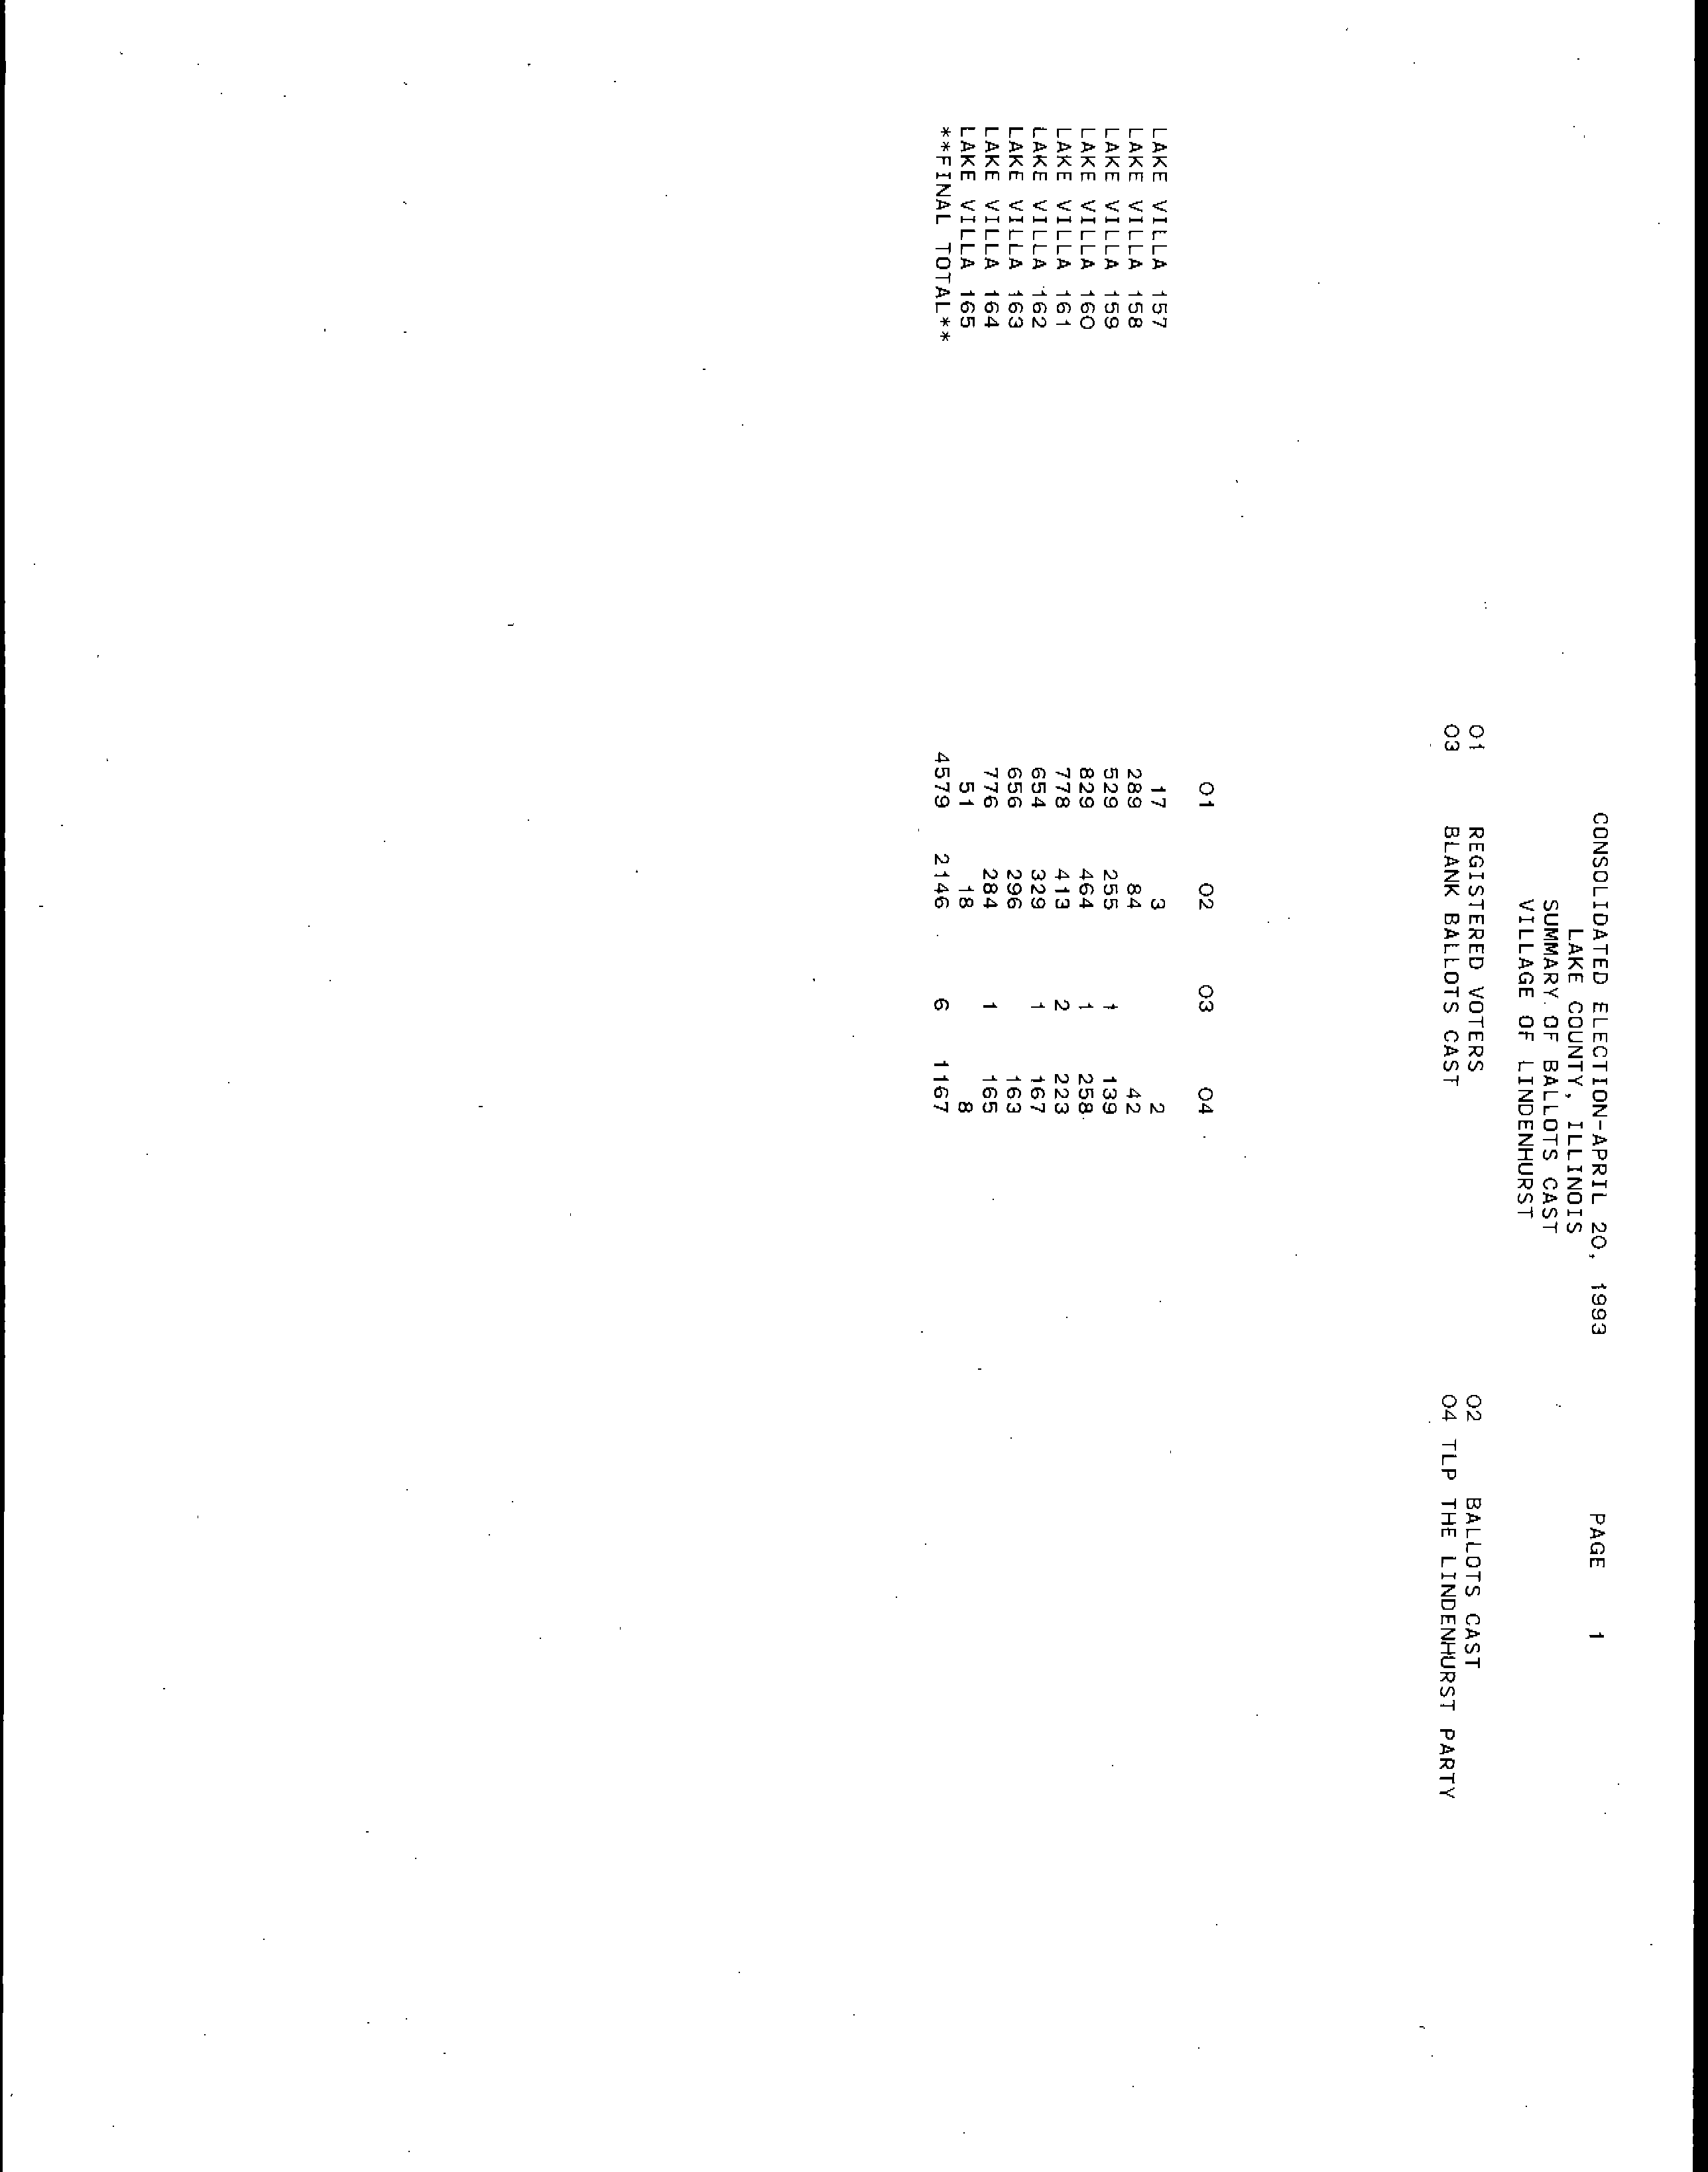 CONSOLIDATED ELECTION-APRIL 20, 1993 PAGE 1
LAKE COUNTY, ILLINOIS
SUMMARY OF BALLOTS CAST
VILLAGE OF LINDENHURST
01 REGISTERED VOTERS 02 BALLOTS CAST
03 BLANK BALLOTS CAST 04 TLP THE LINDENHURST PARTY
01 02 03 04
LAKE VILLA 157 17 3 2
LAKE VILLA 158 289 84 42
LAKE VILLA 159 529 255 1 139
LAKE VILLA 160 829 464 1 258
LAKE VILLA 161 778 413 2 223
LAKE VILLA 162 654 329 1 167
LAKE VILLA 163 656 296 163
LAKE VILLA 164 776 284 1 165
LAKE VILLA 165 51 18 8
**FINAL TOTAL** 4579 2146 6 1167